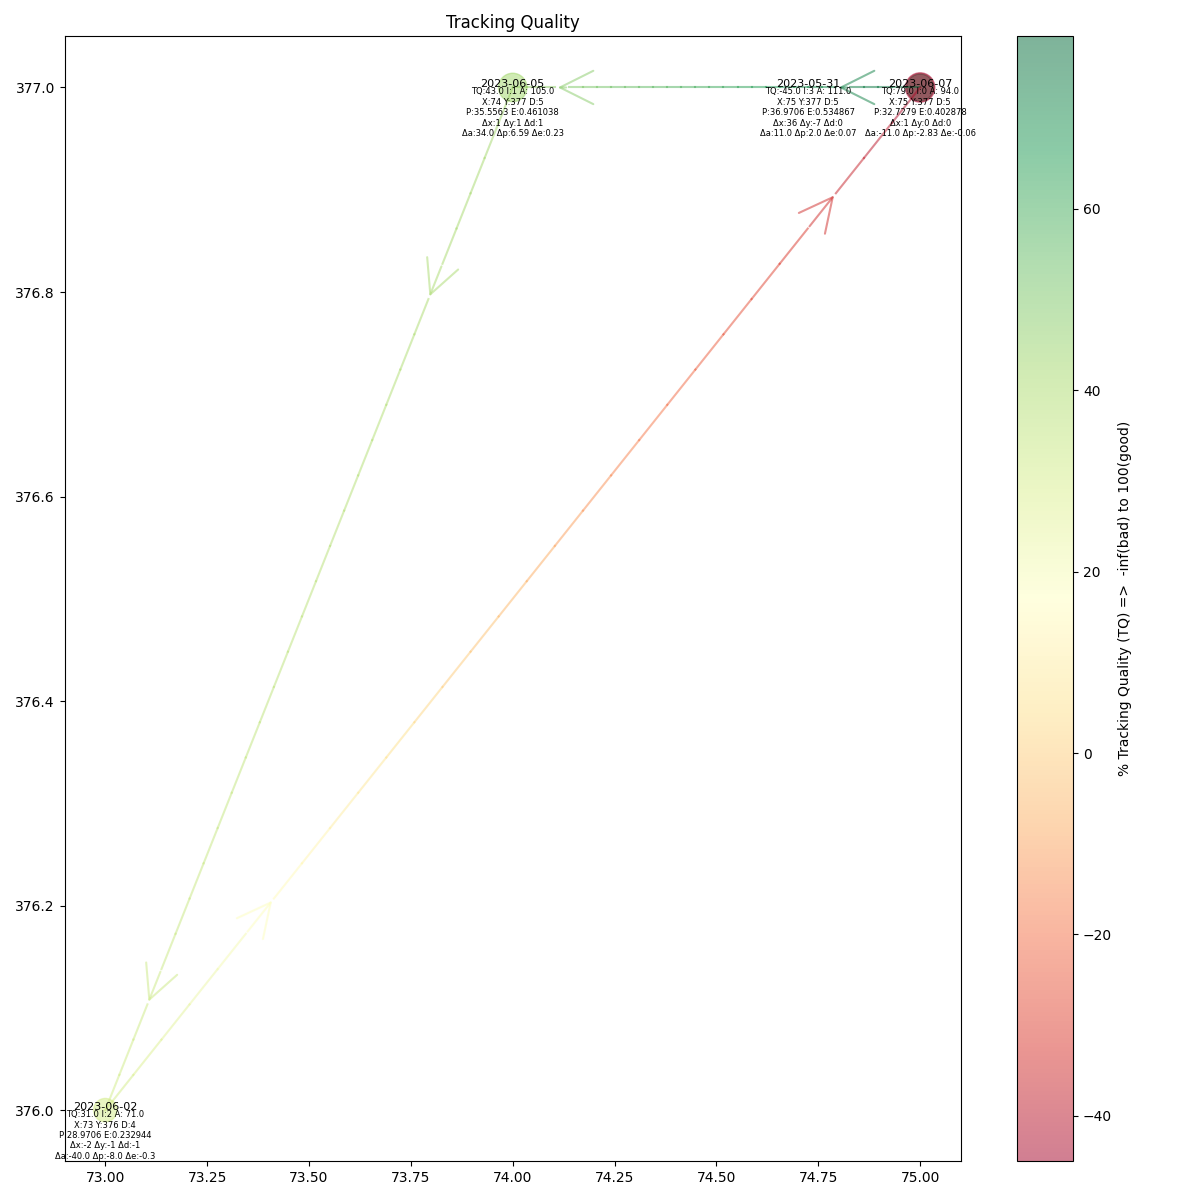 Tracking Quality
377.0
376.8
376.6
376.4
376.2
376.0
2023-06-05
TQ:43.0 I:1 A: 105.0
X:74 Y:377 D:5
P:35.5563 E:0.461038
Δx:1 Δy:1 Δd:1
Δa:34.0 Δp:6.59 Δe:0.23
2023-05-31
TQ:-45.0 I:3 A: 111.0
X:75 Y:377 D:5
P:36.9706 E:0.534867
Δx:36 Δy:-7 Δd:0
Δa:11.0 Δp:2.0 Δe:0.07
2023-06-07
TQ:79.0 I:0 A: 94.0
X:75 Y:377 D:5
P:32.7279 E:0.402878
Δx:1 Δy:0 Δd:0
Δa:-11.0 Δp:-2.83 Δe:-0.06
2023-06-02
TQ:31.0 I:2 A: 71.0
X:73 Y:376 D:4
P:28.9706 E:0.232944
Δx:-2 Δy:-1 Δd:-1
Δa:-40.0 Δp:-8.0 Δe:-0.3
73.00 73.25 73.50 73.75 74.00 74.25 74.50 74.75 75.00
60
40
20
0
−20
−40
% Tracking Quality (TQ) => -inf(bad) to 100(good)